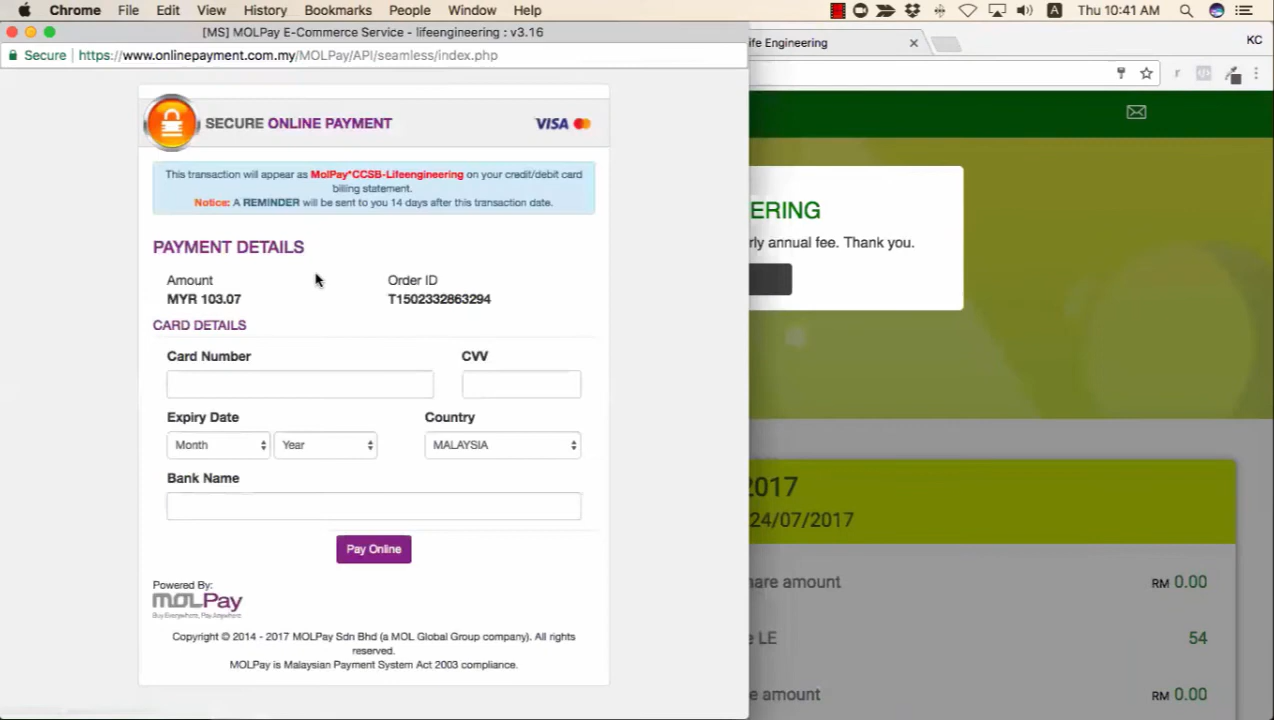 Chrome File Edit View History Bookmarks People Window Help Thu 10:41 AM
[MS] MOLPay E-Commerce Service - lifeengineering : v3.16
ife Engineering
KC
Secure https://www.onlinepayment.com.my/MOLPay/API/seamless/index.php
SECURE ONLINE PAYMENT VISA
This transaction will appear as MolPay*CCSB-Lifeengineering on your credit/debit card
billing statement.
Notice: A REMINDER will be sent to you 14 days after this transaction date.
PAYMENT DETAILS
Amount Order ID
MYR 103.07 T1502332863294
CARD DETAILS
Card Number CVV
Expiry Date Country
Month Year MALAYSIA
Bank Name
Pay Online
Powered By:
MOLPay
Buy Everywhere, Pay Anywhere
Copyright © 2014 - 2017 MOLPay Sdn Bhd (a MOL Global Group company). All rights
reserved.
MOLPay is Malaysian Payment System Act 2003 compliance.
ERING
rly annual fee. Thank you.
2017
24/07/2017
hare amount RM 0.00
e LE 54
e amount RM 0.00